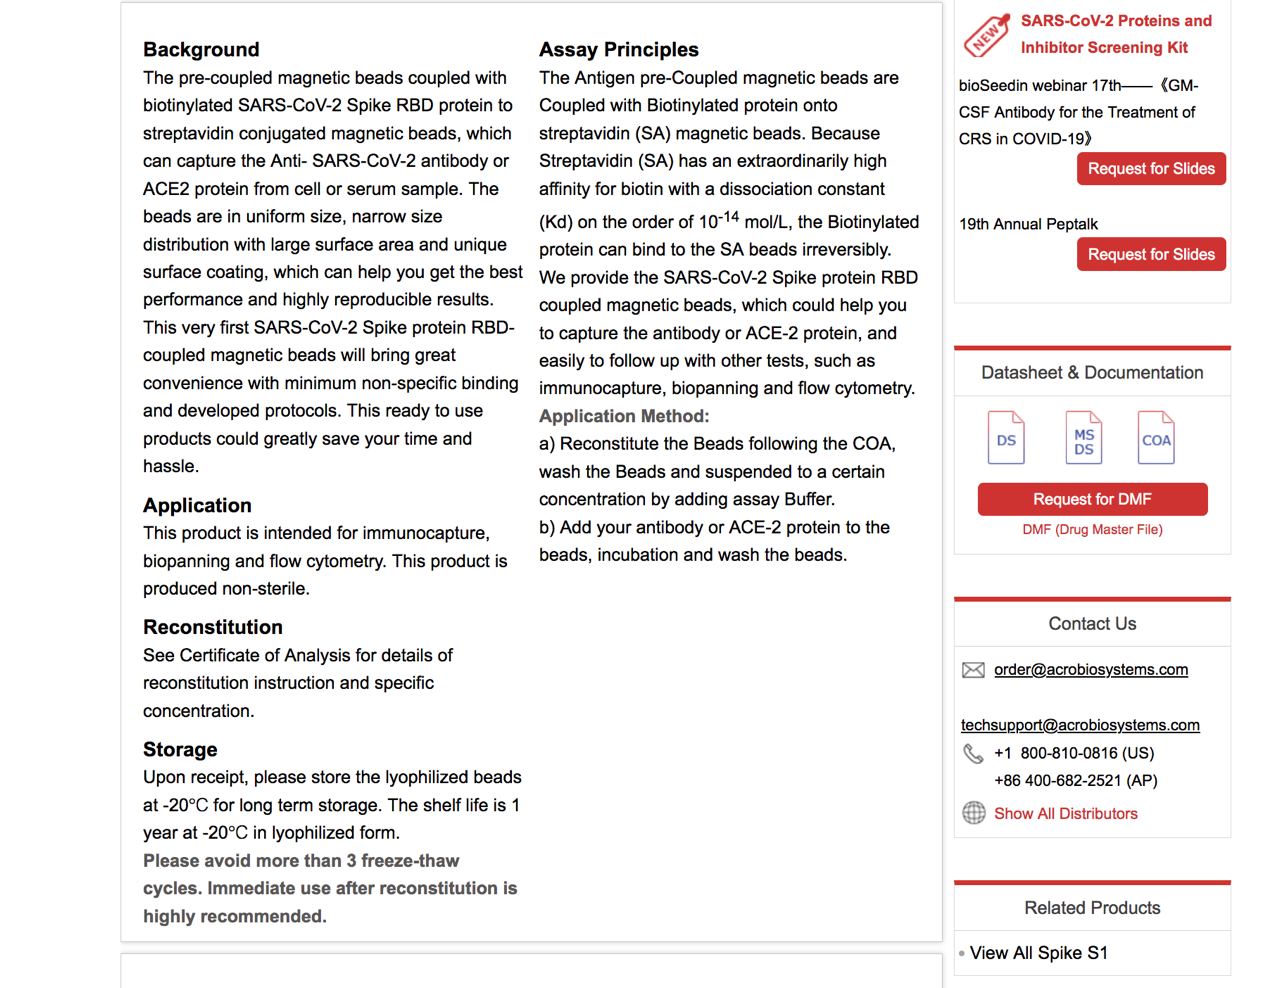 Background
The pre-coupled magnetic beads coupled with
biotinylated SARS-CoV-2 Spike RBD protein to
streptavidin conjugated magnetic beads, which
can capture the Anti- SARS-CoV-2 antibody or
ACE2 protein from cell or serum sample. The
beads are in uniform size, narrow size
distribution with large surface area and unique
surface coating, which can help you get the best
performance and highly reproducible results.
This very first SARS-CoV-2 Spike protein RBD-
coupled magnetic beads will bring great
convenience with minimum non-specific binding
and developed protocols. This ready to use
products could greatly save your time and
hassle.
Application
This product is intended for immunocapture,
biopanning and flow cytometry. This product is
produced non-sterile.
Reconstitution
See Certificate of Analysis for details of
reconstitution instruction and specific
concentration.
Storage
Upon receipt, please store the lyophilized beads
at -20℃ for long term storage. The shelf life is 1
year at -20℃ in lyophilized form.
Please avoid more than 3 freeze-thaw
cycles. Immediate use after reconstitution is
highly recommended.
Assay Principles
The Antigen pre-Coupled magnetic beads are
Coupled with Biotinylated protein onto
streptavidin (SA) magnetic beads. Because
Streptavidin (SA) has an extraordinarily high
affinity for biotin with a dissociation constant
(Kd) on the order of 10-14 mol/L, the Biotinylated
protein can bind to the SA beads irreversibly.
We provide the SARS-CoV-2 Spike protein RBD
coupled magnetic beads, which could help you
to capture the antibody or ACE-2 protein, and
easily to follow up with other tests, such as
immunocapture, biopanning and flow cytometry.
Application Method:
a) Reconstitute the Beads following the COA,
wash the Beads and suspended to a certain
concentration by adding assay Buffer.
b) Add your antibody or ACE-2 protein to the
beads, incubation and wash the beads.
NEW
SARS-CoV-2 Proteins and
Inhibitor Screening Kit
bioSeedin webinar 17th——《GM-
CSF Antibody for the Treatment of
CRS in COVID-19》
Request for Slides
19th Annual Peptalk
Request for Slides
Datasheet & Documentation
DS
MS
DS
COA
Request for DMF
DMF (Drug Master File)
Contact Us
order@acrobiosystems.com
techsupport@acrobiosystems.com
+1 800-810-0816 (US)
+86 400-682-2521 (AP)
Show All Distributors
Related Products
View All Spike S1